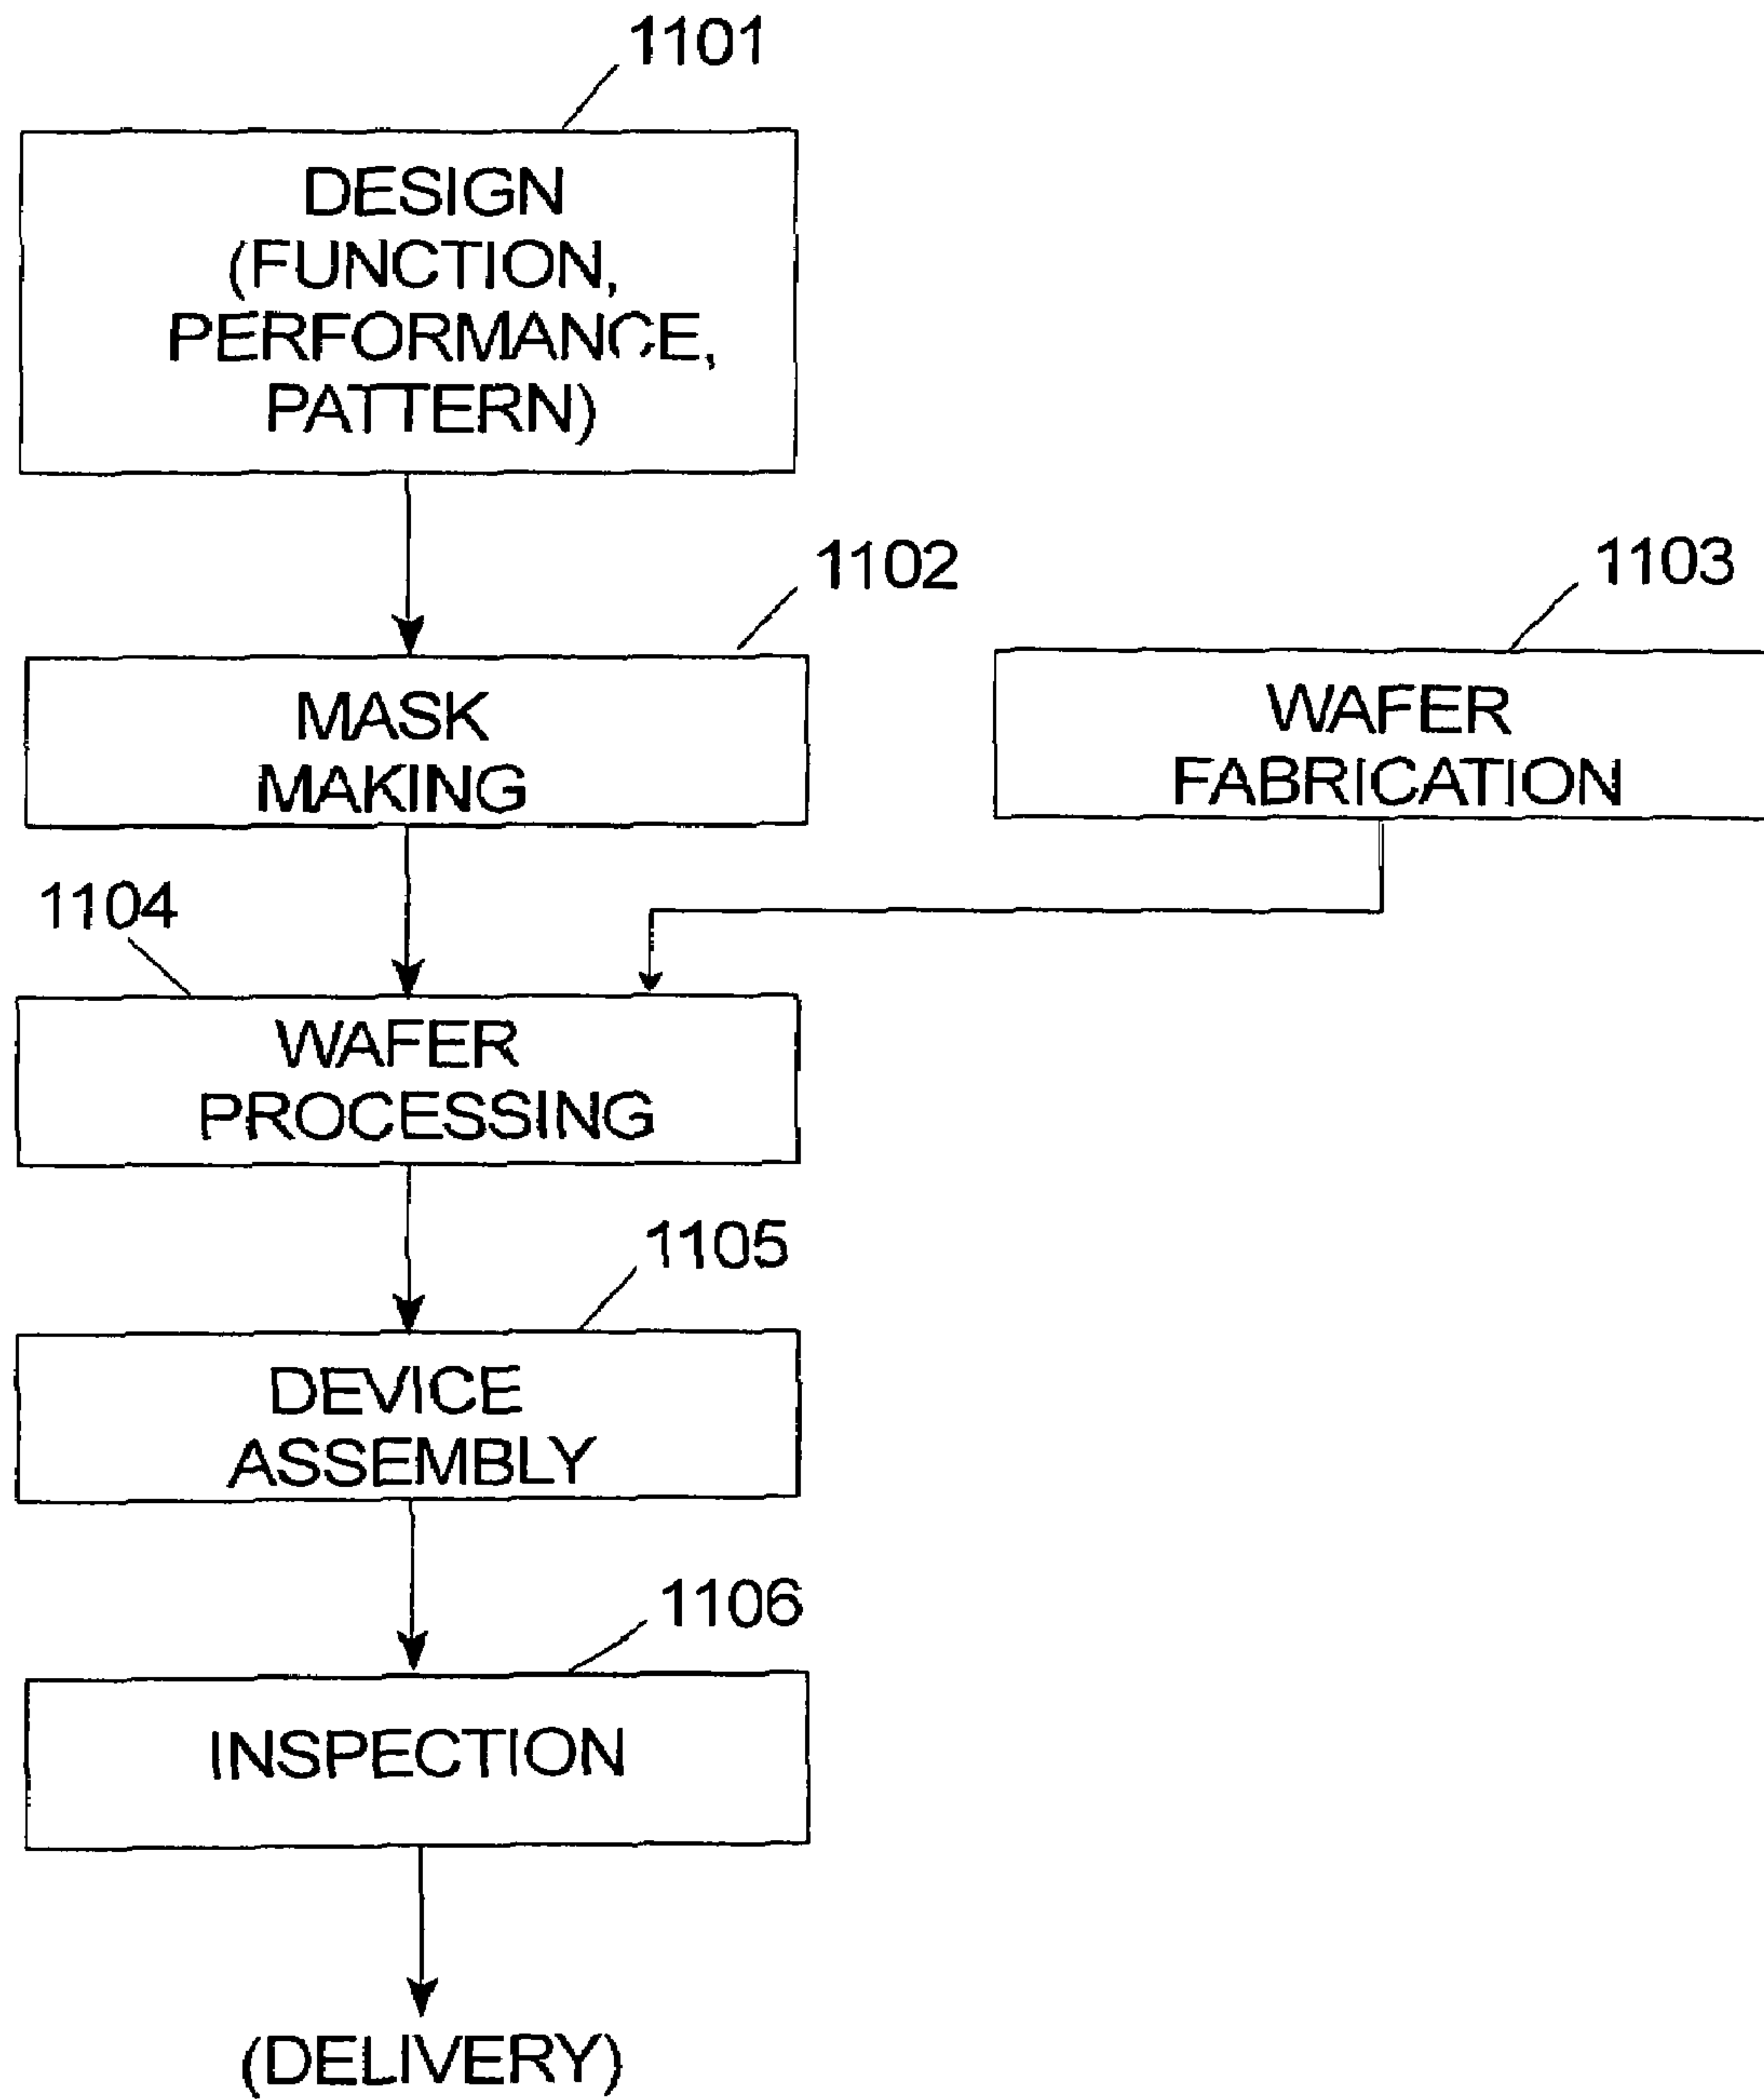 1101
DESIGN
(FUNCTION,
PERFORMANCE,
PATTERN)
1102
MASK
MAKING
1103
WAFER
FABRICATION
1104
WAFER
PROCESSING
1105
DEVICE
ASSEMBLY
1106
INSPECTION
(DELIVERY)